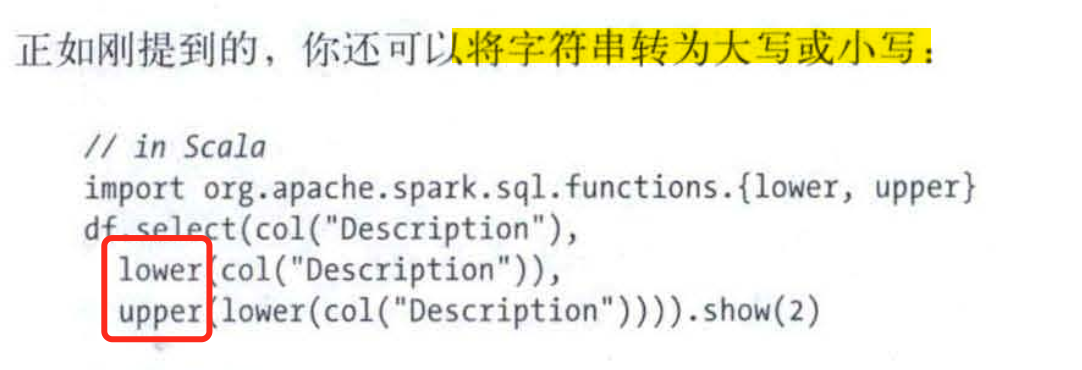 正如刚提到的，你还可以将字符串转为大写或小写：
// in Scala
import org.apache.spark.sql.functions.{lower, upper}
df.select(col("Description"),
lower(col("Description")),
upper(lower(col("Description")))).show(2)